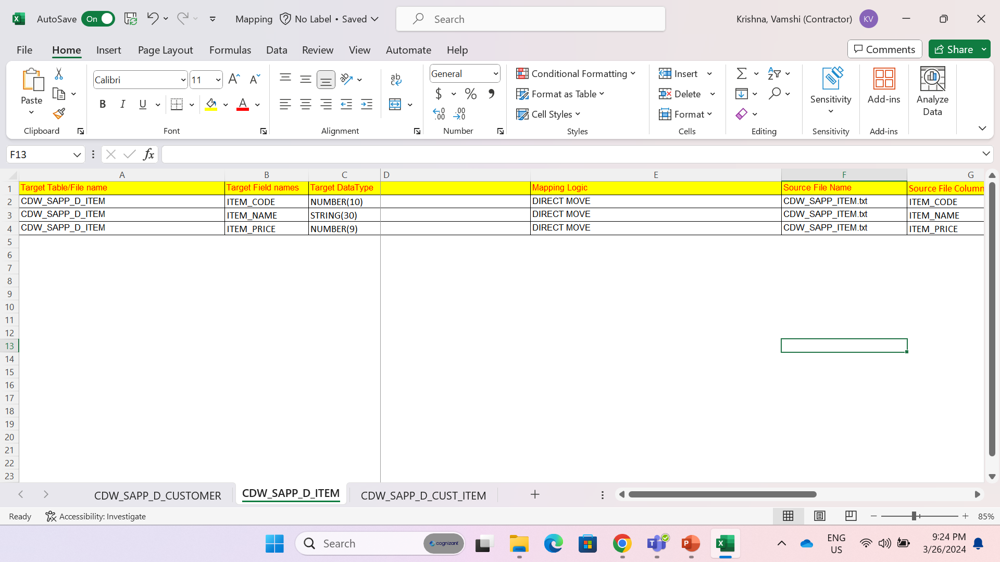 AutoSave On Mapping No Label • Saved Search Krishna, Vamshi (Contractor) KV
File Home Insert Page Layout Formulas Data Review View Automate Help Comments Share
Paste
Clipboard
Calibri 11
B I U A
Font
ab
Alignment
General
$ % 9
Number
Conditional Formatting
Format as Table
Cell Styles
Styles
Insert
Delete
Format
Cells
Editing
Sensitivity
Sensitivity
Add-ins
Add-ins
Analyze
Data
F13 fx
A B C D E F G
1 Target Table/File name Target Field names Target DataType Mapping Logic Source File Name Source File Column
2 CDW_SAPP_D_ITEM ITEM_CODE NUMBER(10) DIRECT MOVE CDW_SAPP_ITEM.txt ITEM_CODE
3 CDW_SAPP_D_ITEM ITEM_NAME STRING(30) DIRECT MOVE CDW_SAPP_ITEM.txt ITEM_NAME
4 CDW_SAPP_D_ITEM ITEM_PRICE NUMBER(9) DIRECT MOVE CDW_SAPP_ITEM.txt ITEM_PRICE
5
6
7
8
9
10
11
12
13
14
15
16
17
18
19
20
21
22
23
CDW_SAPP_D_CUSTOMER CDW_SAPP_D_ITEM CDW_SAPP_D_CUST_ITEM
Ready Accessibility: Investigate 85%
Search cognizant ENG 9:24 PM
US 3/26/2024